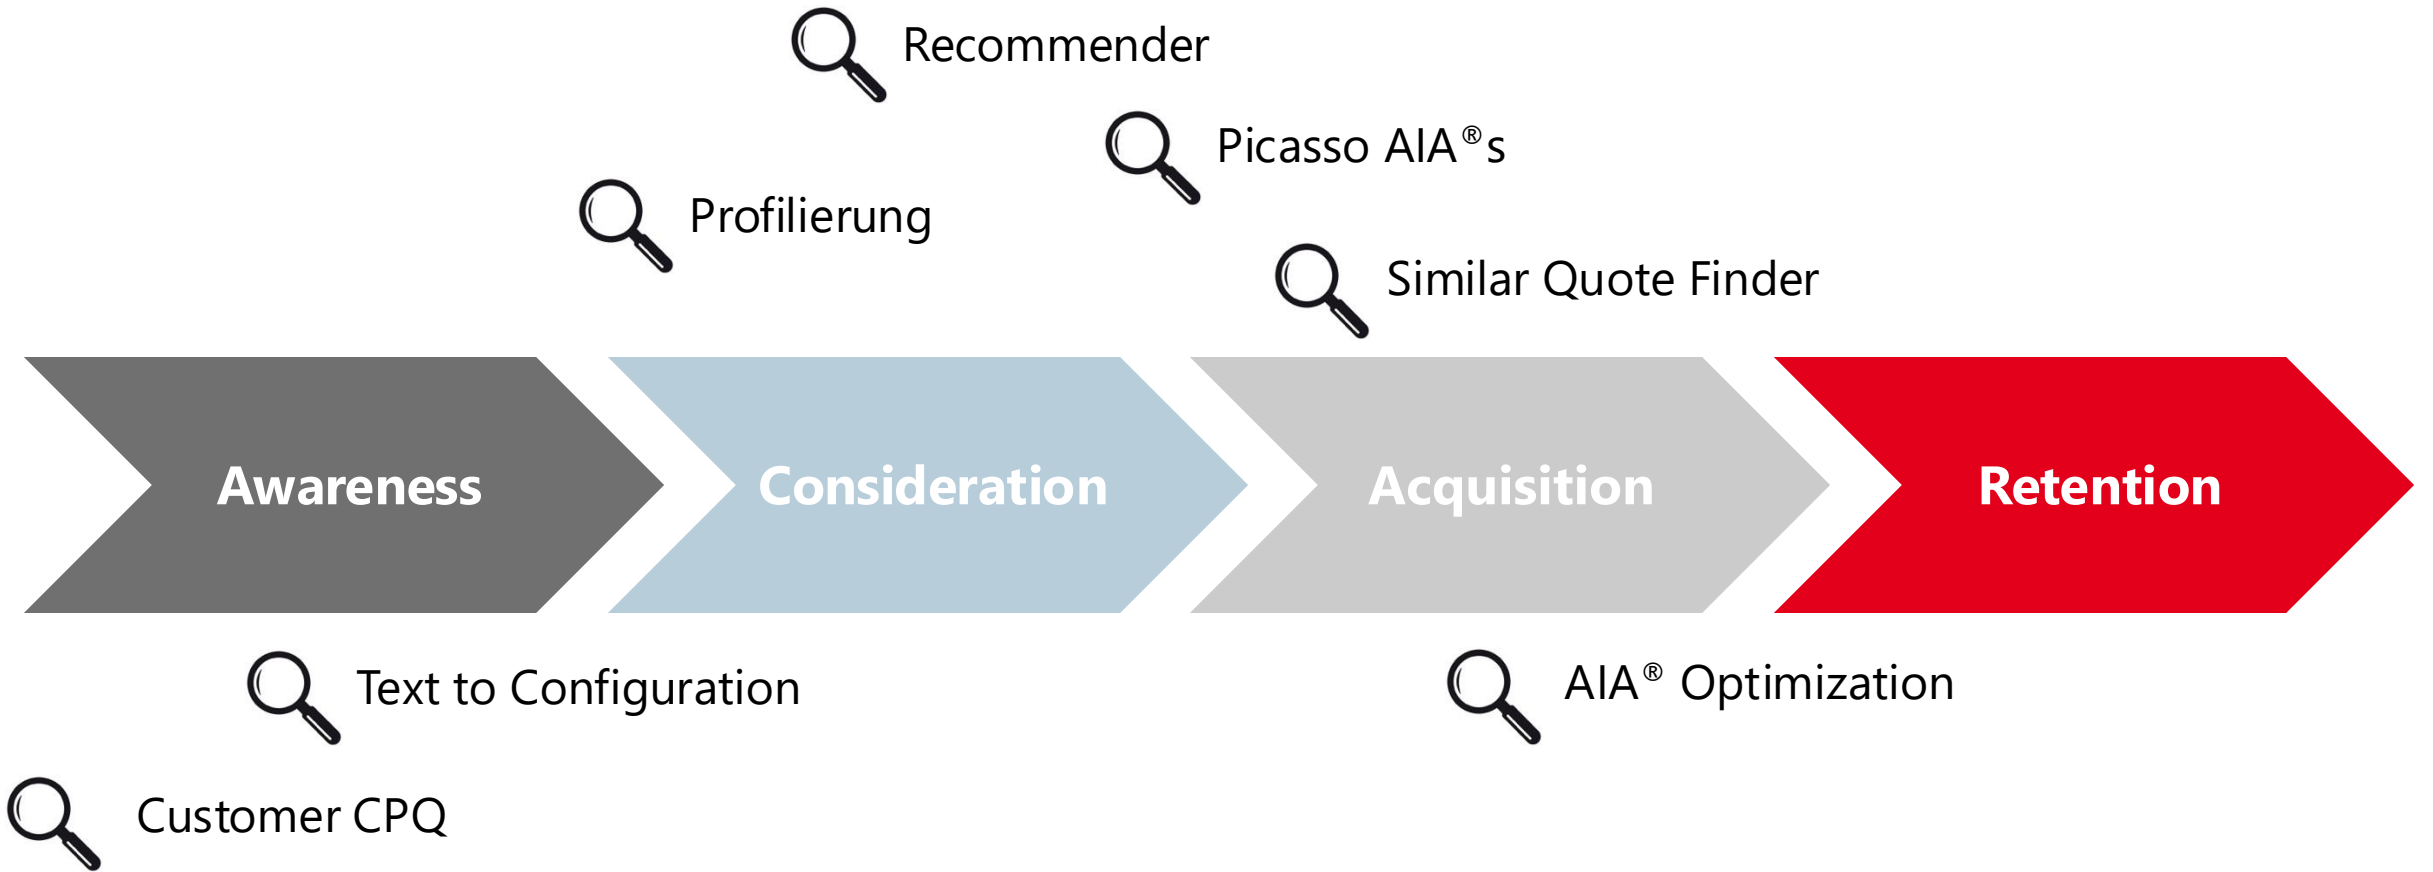 Recommender
Picasso AIA®s
Profilierung
Similar Quote Finder
Awareness
Consideration
Acquisition
Retention
Text to Configuration
AIA® Optimization
Customer CPQ